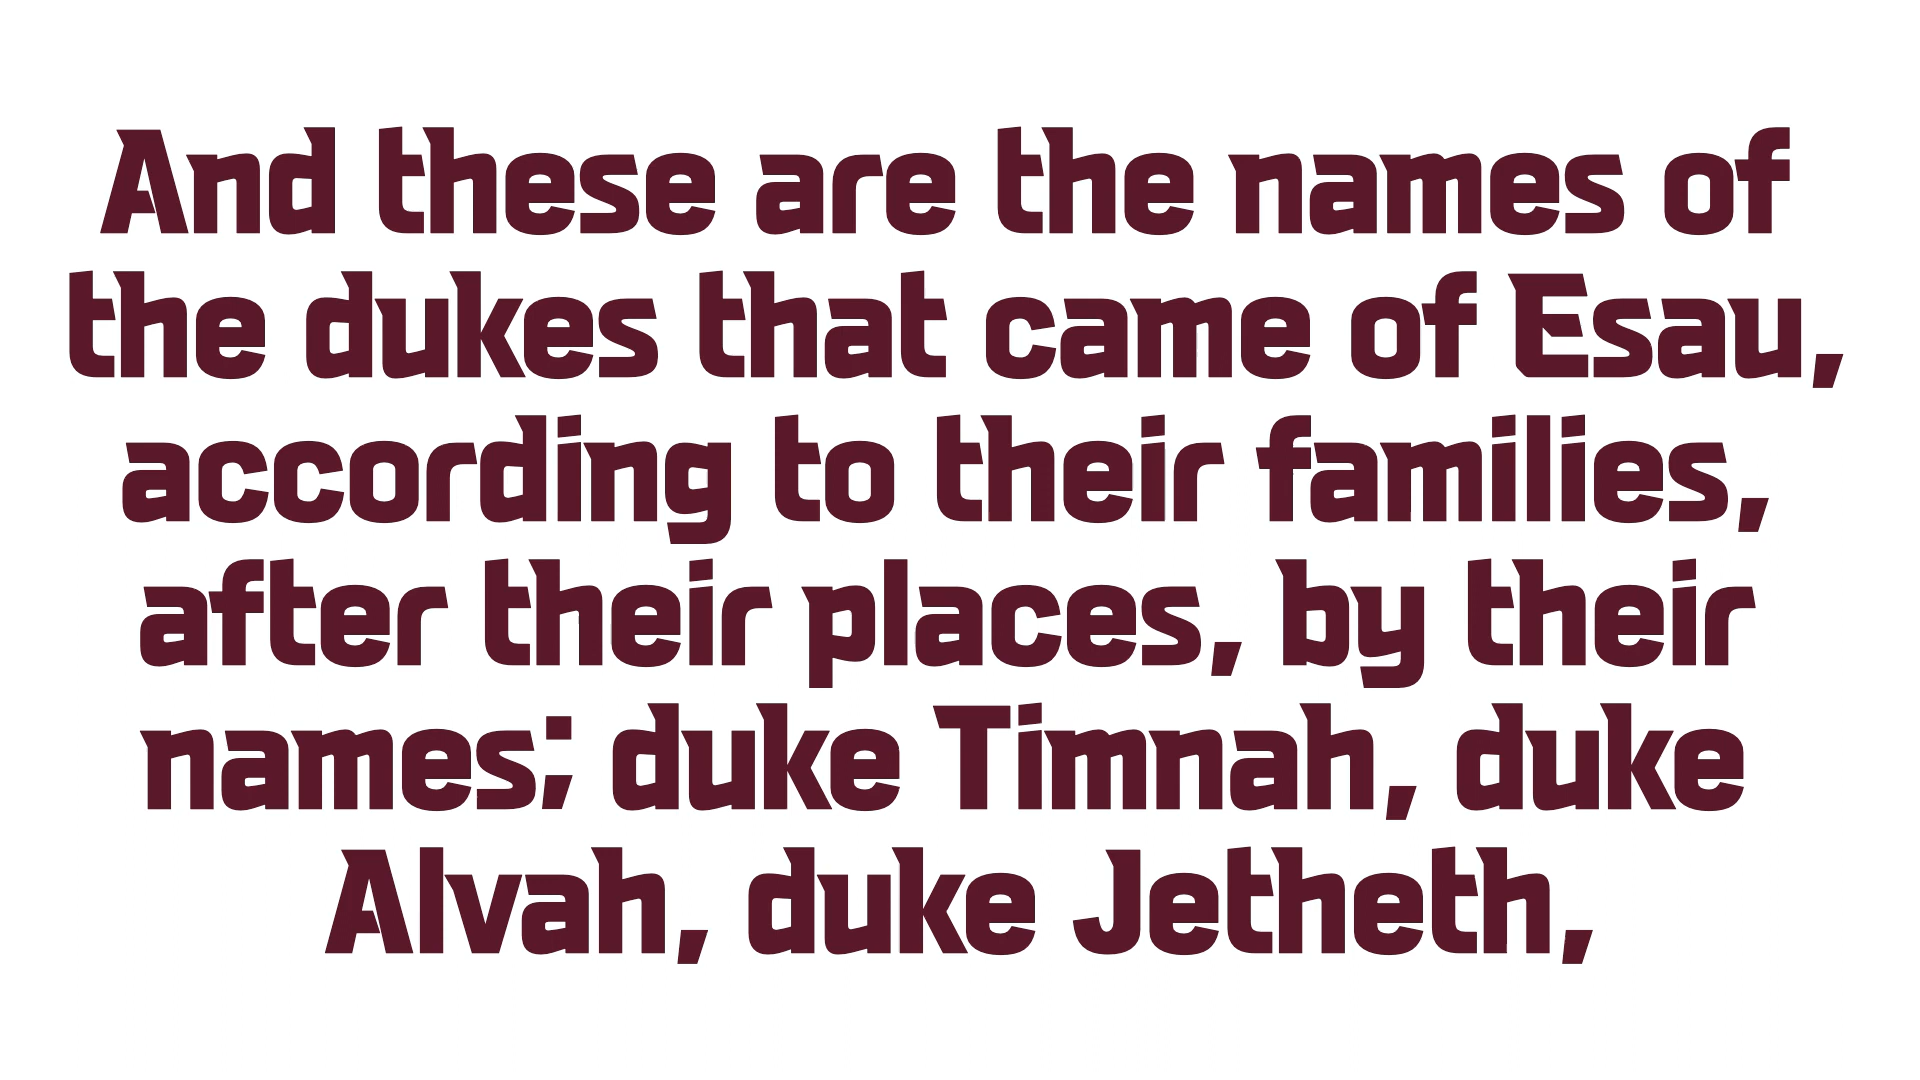 And these are the names of
the dukes that came of Esau,
according to their families,
after their places, by their
names; duke Timnah, duke
Alvah, duke Jetheth,